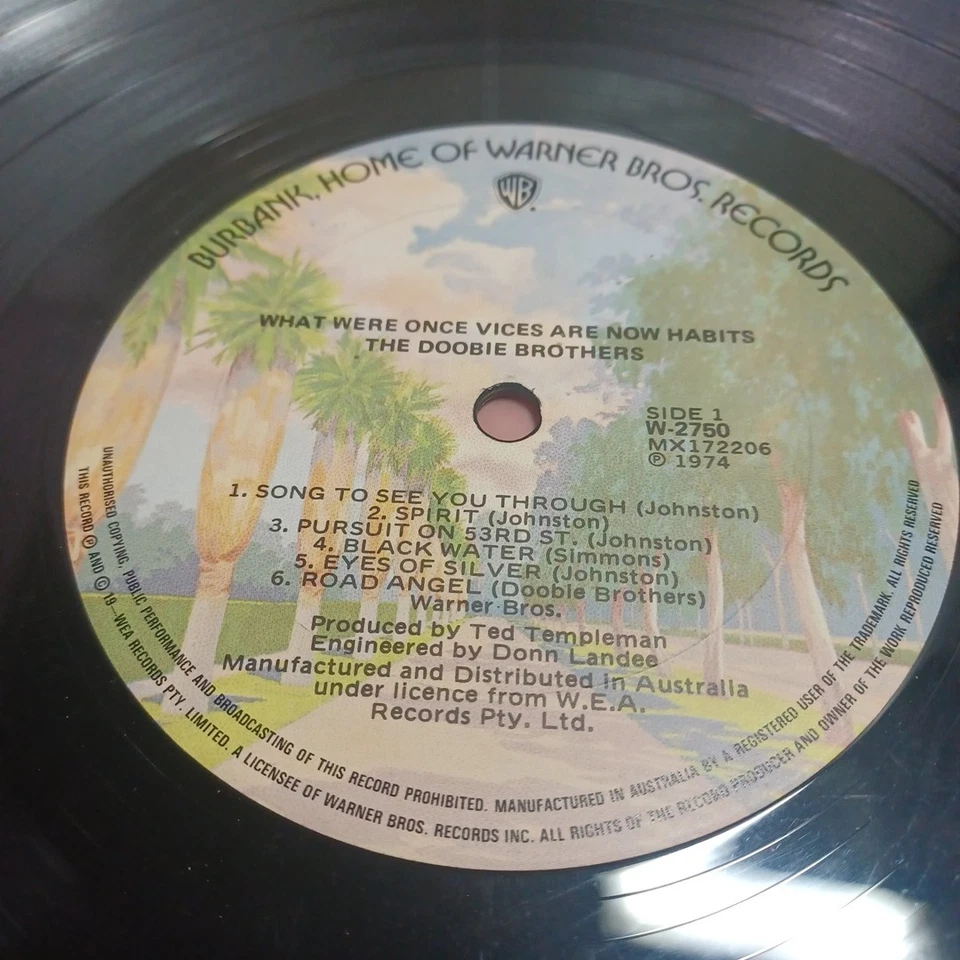 BURBANK, HOME OF WARNER BROS. RECORDS
WB
WHAT WERE ONCE VICES ARE NOW HABITS
THE DOOBIE BROTHERS
SIDE 1
W-2750
MX172206
Ⓟ 1974
1. SONG TO SEE YOU THROUGH (Johnston)
2. SPIRIT (Johnston)
3. PURSUIT ON 53RD ST. (Johnston)
4. BLACK WATER (Simmons)
5. EYES OF SILVER (Johnston)
6. ROAD ANGEL (Doobie Brothers)
Warner Bros.
Produced by Ted Templeman
Engineered by Donn Landee
Manufactured and Distributed in Australia
under licence from W.E.A.
Records Pty. Ltd.
UNAUTHORISED COPYING, PUBLIC PERFORMANCE AND BROADCASTING OF THIS RECORD PROHIBITED. MANUFACTURED IN AUSTRALIA BY A REGISTERED USER OF THE TRADEMARK. ALL RIGHTS RESERVED
THIS RECORD Ⓟ AND Ⓒ 19—WEA RECORDS PTY. LIMITED. A LICENSEE OF WARNER BROS. RECORDS INC. ALL RIGHTS OF THE RECORD PRODUCER AND OWNER OF THE WORK REPRODUCED RESERVED